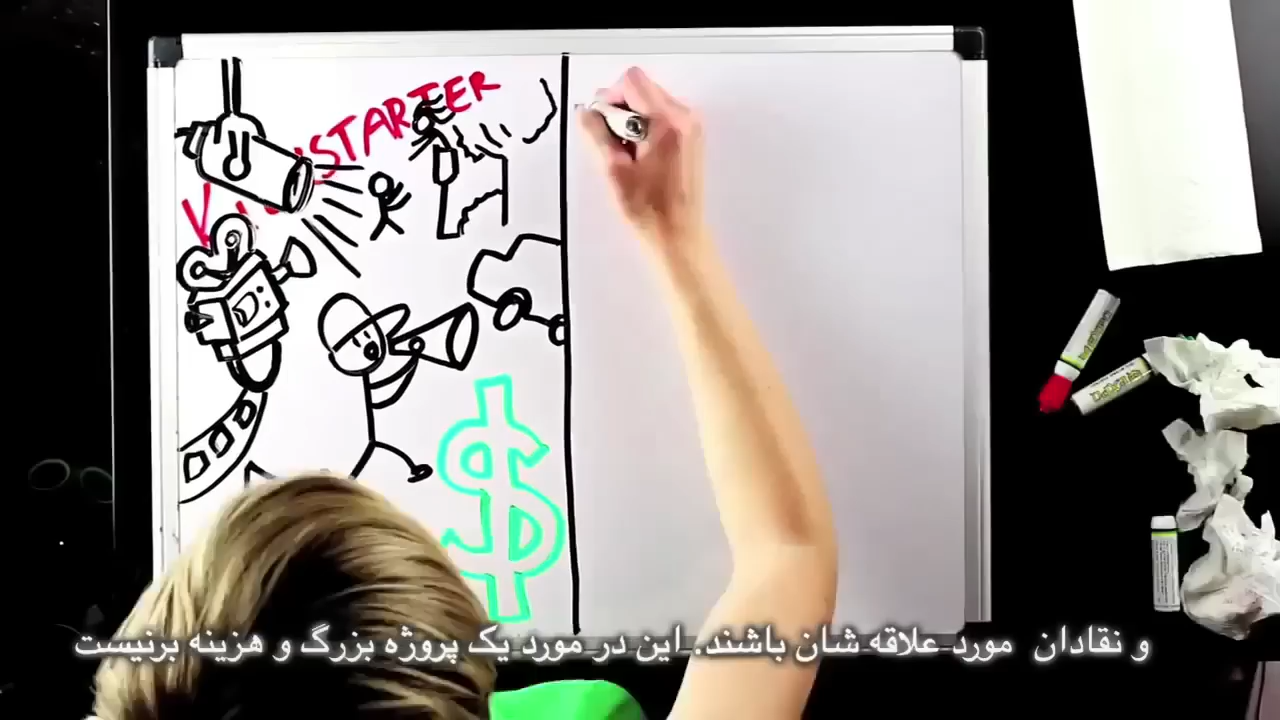 KICKSTARTER
و نقادان مورد علاقه شان باشند. این در مورد یک پروژه بزرگ و هزینه برنیست